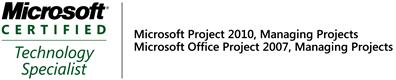 Microsoft
CERTIFIED
Technology
Specialist
Microsoft Project 2010, Managing Projects
Microsoft Office Project 2007, Managing Projects